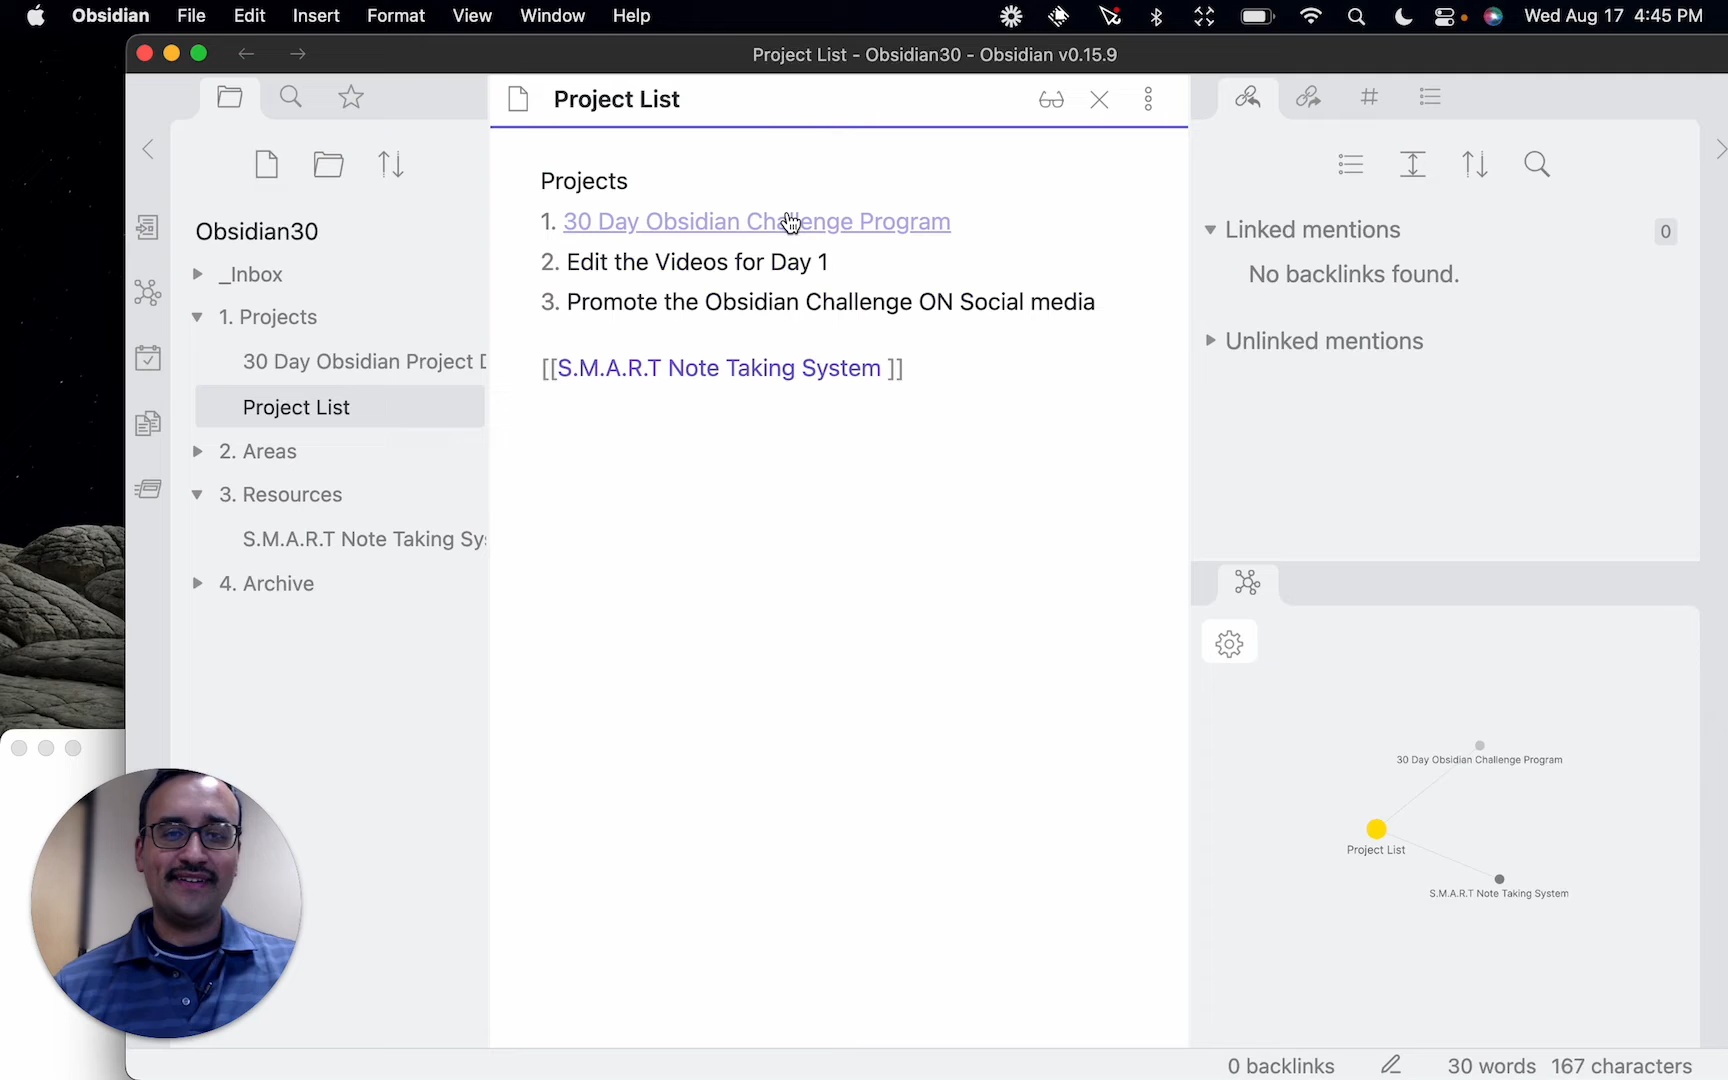 Obsidian File Edit Insert Format View Window Help Wed Aug 17 4:45 PM
Project List - Obsidian30 - Obsidian v0.15.9
Project List
Obsidian30
_Inbox
1. Projects
30 Day Obsidian Project D
Project List
2. Areas
3. Resources
S.M.A.R.T Note Taking Sys
4. Archive
Projects
1. 30 Day Obsidian Challenge Program
2. Edit the Videos for Day 1
3. Promote the Obsidian Challenge ON Social media
[[S.M.A.R.T Note Taking System ]]
Linked mentions 0
No backlinks found.
Unlinked mentions
30 Day Obsidian Challenge Program
Project List
S.M.A.R.T Note Taking System
0 backlinks 30 words 167 characters